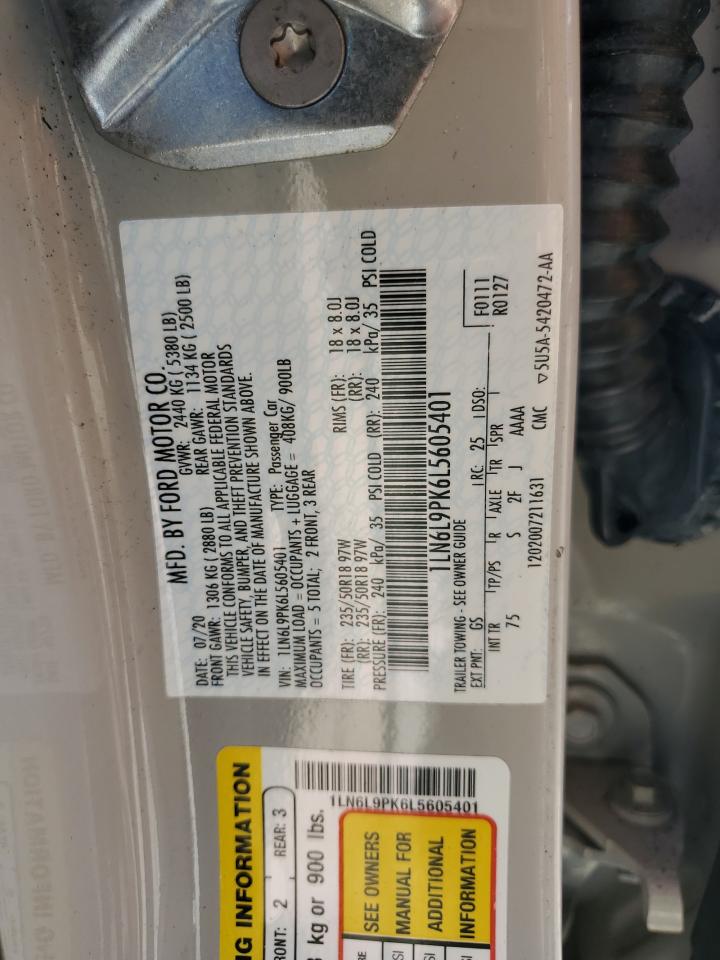 MFD. BY FORD MOTOR CO.
DATE: 07/20 GVWR: 2440 KG ( 5380 LB)
FRONT GAWR: 1306 KG (2880 LB) REAR GAWR: 1134 KG ( 2500 LB)
THIS VEHICLE CONFORMS TO ALL APPLICABLE FEDERAL MOTOR
VEHICLE SAFETY, BUMPER, AND THEFT PREVENTION STANDARDS
IN EFFECT ON THE DATE OF MANUFACTURE SHOWN ABOVE.
VIN: 1LN6L9PK6L5605401 TYPE: Passenger Car
MAXIMUM LOAD = OCCUPANTS + LUGGAGE = 408KG/ 900LB
OCCUPANTS = 5 TOTAL; 2 FRONT, 3 REAR
TIRE (FR): 235/50R18 97W RIMS (FR): 18 x 8.0J
(RR): 235/50R18 97W (RR): 18 x 8.0J
PRESSURE (FR): 240 kPa/ 35 PSI COLD (RR): 240 kPa/ 35 PSI COLD
1LN6L9PK6L5605401
TRAILER TOWING - SEE OWNER GUIDE
EXT PNT: GS RC: 25 DSO: F0111
INT TR TP/PS R AXLE TR SPR R0127
75 S 2F J AAAA
1202007211631 CMC ▽5U5A-5420472-AA
NG INFORMATION
RONT: 2 REAR: 3
kg or 900 lbs.
1LN6L9PK6L5605401
SEE OWNERS
MANUAL FOR
ADDITIONAL
INFORMATION